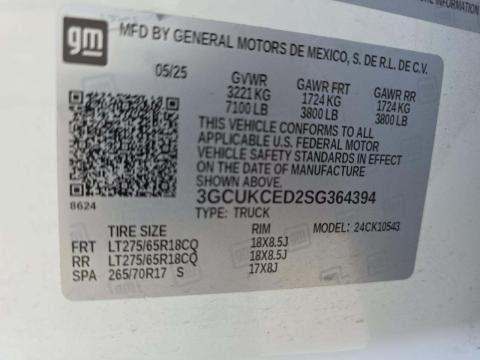 gm
MFD BY GENERAL MOTORS DE MEXICO, S. DE R.L. DE C.V.
05/25 GVWR GAWR FRT GAWR RR
3221 KG 1724 KG 1724 KG
7100 LB 3800 LB 3800 LB
THIS VEHICLE CONFORMS TO ALL
APPLICABLE U.S. FEDERAL MOTOR
VEHICLE SAFETY STANDARDS IN EFFECT
ON THE DATE OF MANUFACTURE
SHOWN ABOVE.
3GCUKCED2SG364394
8624 TYPE: TRUCK MODEL: 24CK10543
TIRE SIZE RIM
FRT LT275/65R18CQ 18X8.5J
RR LT275/65R18CQ 18X8.5J
SPA 265/70R17 S 17X8J
INFORMATION